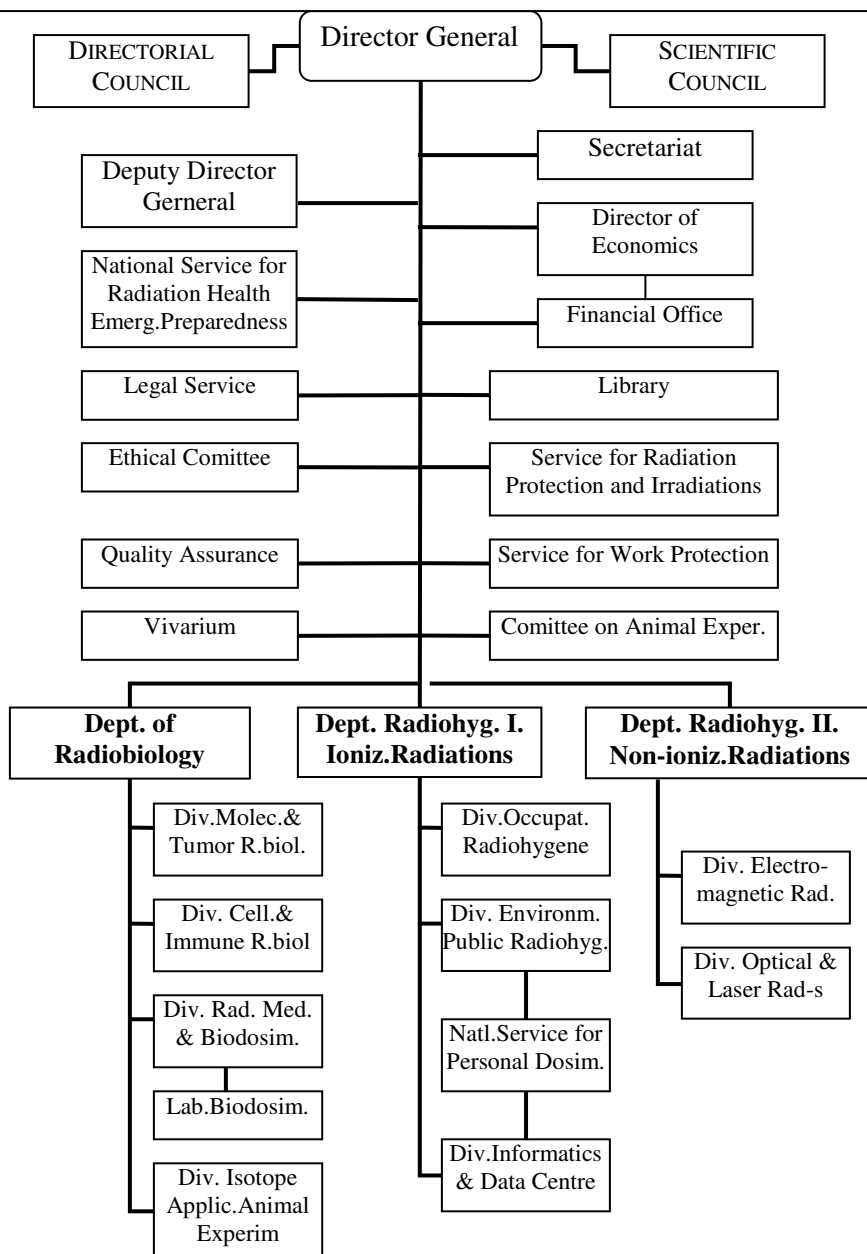 Director General
DIRECTORIAL
COUNCIL
SCIENTIFIC
COUNCIL
Secretariat
Deputy Director
Gerneral
Director of
Economics
National Service for
Radiation Health
Emerg.Preparedness
Financial Office
Legal Service
Library
Ethical Comittee
Service for Radiation
Protection and Irradiations
Quality Assurance
Service for Work Protection
Vivarium
Comittee on Animal Exper.
Dept. of
Radiobiology
Dept. Radiohyg. I.
Ioniz.Radiations
Dept. Radiohyg. II.
Non-ioniz.Radiations
Div.Molec.&
Tumor R.biol.
Div. Cell.&
Immune R.biol
Div. Rad. Med.
& Biodosim.
Lab.Biodosim.
Div. Isotope
Applic.Animal
Experim
Div.Occupat.
Radiohygene
Div. Environm.
Public Radiohyg.
Natl.Service for
Personal Dosim.
Div.Informatics
& Data Centre
Div. Electro-
magnetic Rad.
Div. Optical &
Laser Rad-s